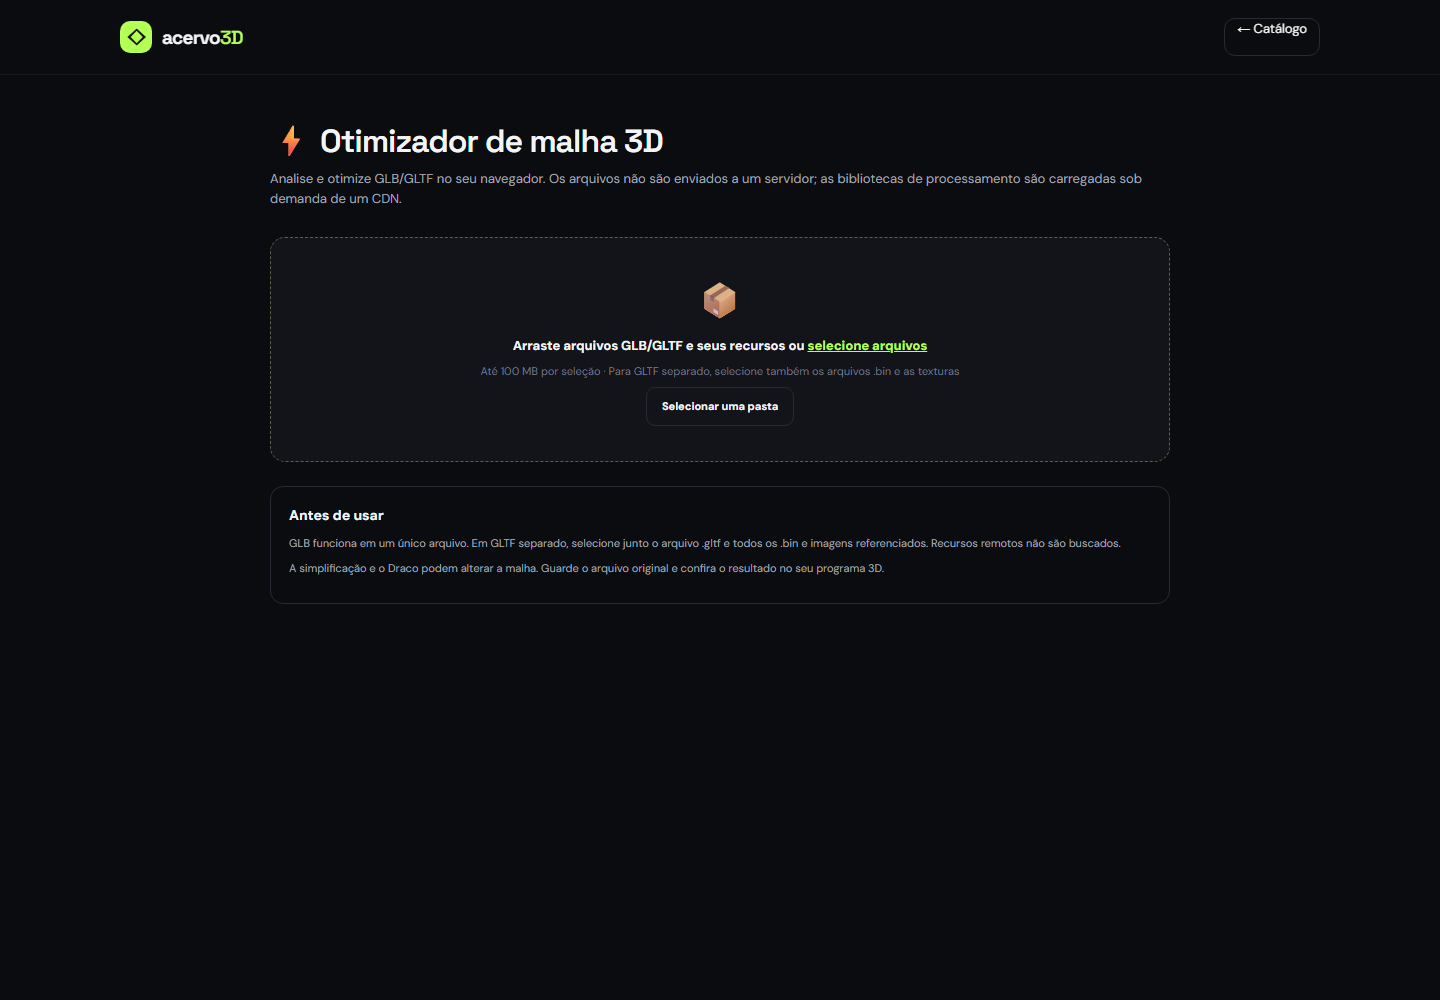 acervo3D
← Catálogo
Otimizador de malha 3D
Analise e otimize GLB/GLTF no seu navegador. Os arquivos não são enviados a um servidor; as bibliotecas de processamento são carregadas sob
demanda de um CDN.
Arraste arquivos GLB/GLTF e seus recursos ou selecione arquivos
Até 100 MB por seleção · Para GLTF separado, selecione também os arquivos .bin e as texturas
Selecionar uma pasta
Antes de usar
GLB funciona em um único arquivo. Em GLTF separado, selecione junto o arquivo .gltf e todos os .bin e imagens referenciados. Recursos remotos não são buscados.
A simplificação e o Draco podem alterar a malha. Guarde o arquivo original e confira o resultado no seu programa 3D.